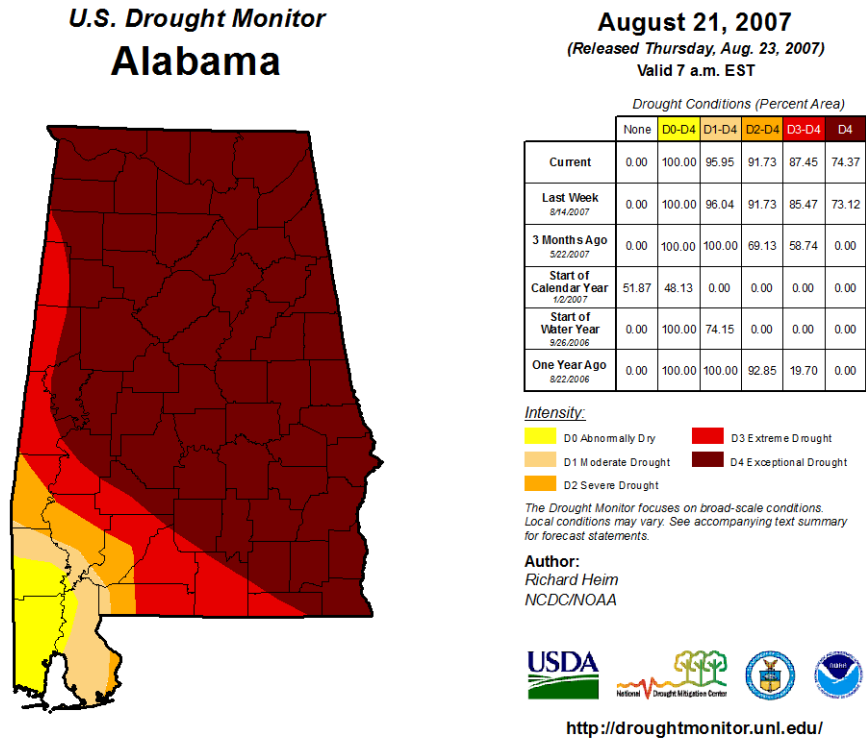 U.S. Drought Monitor
Alabama
August 21, 2007
(Released Thursday, Aug. 23, 2007)
Valid 7 a.m. EST
Drought Conditions (Percent Area)
None D0-D4 D1-D4 D2-D4 D3-D4 D4
Current 0.00 100.00 95.95 91.73 87.45 74.37
Last Week
8/14/2007 0.00 100.00 96.04 91.73 85.47 73.12
3 Months Ago
5/22/2007 0.00 100.00 100.00 69.13 58.74 0.00
Start of
Calendar Year
1/2/2007 51.87 48.13 0.00 0.00 0.00 0.00
Start of
Water Year
9/26/2006 0.00 100.00 74.15 0.00 0.00 0.00
One Year Ago
8/22/2006 0.00 100.00 100.00 92.85 19.70 0.00
Intensity:
D0 Abnormally Dry
D1 Moderate Drought
D2 Severe Drought
D3 Extreme Drought
D4 Exceptional Drought
The Drought Monitor focuses on broad-scale conditions.
Local conditions may vary. See accompanying text summary
for forecast statements.
Author:
Richard Heim
NCDC/NOAA
USDA
National Drought Mitigation Center
http://droughtmonitor.unl.edu/